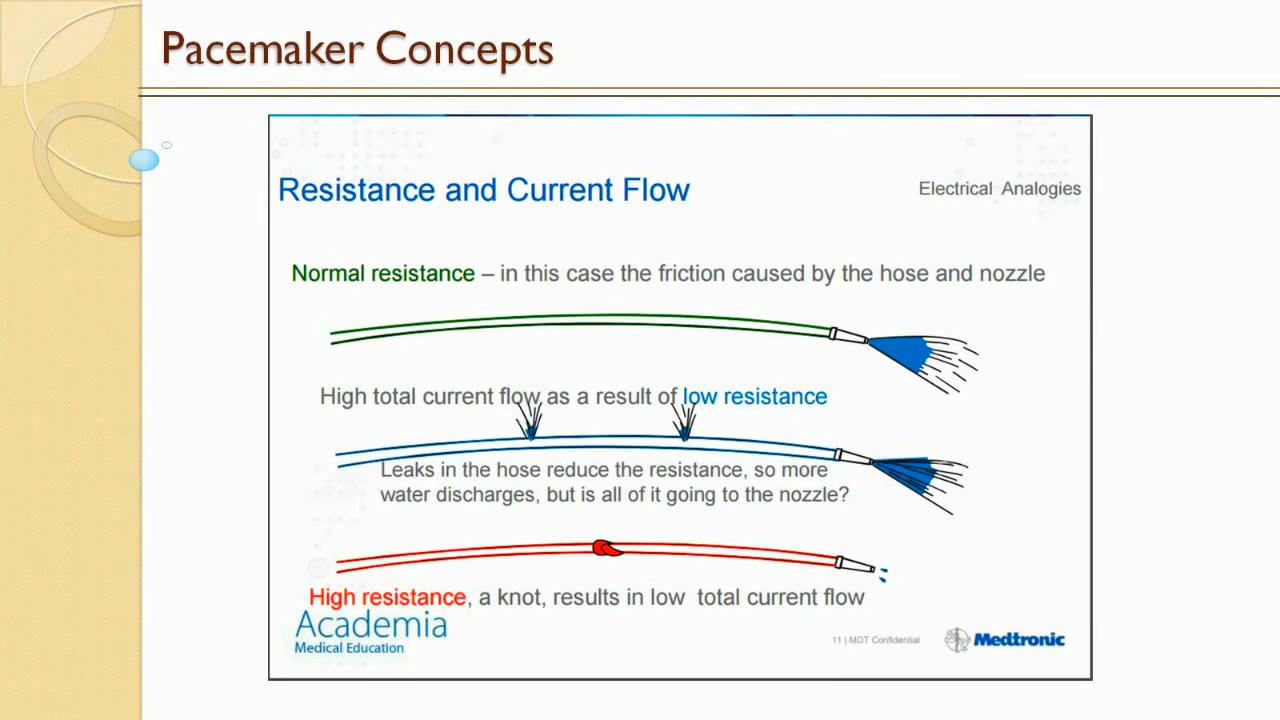 Pacemaker Concepts
Resistance and Current Flow
Electrical Analogies
Normal resistance – in this case the friction caused by the hose and nozzle
High total current flow as a result of low resistance
Leaks in the hose reduce the resistance, so more
water discharges, but is all of it going to the nozzle?
High resistance, a knot, results in low total current flow
Academia
Medical Education
11 | MDT Confidential
Medtronic